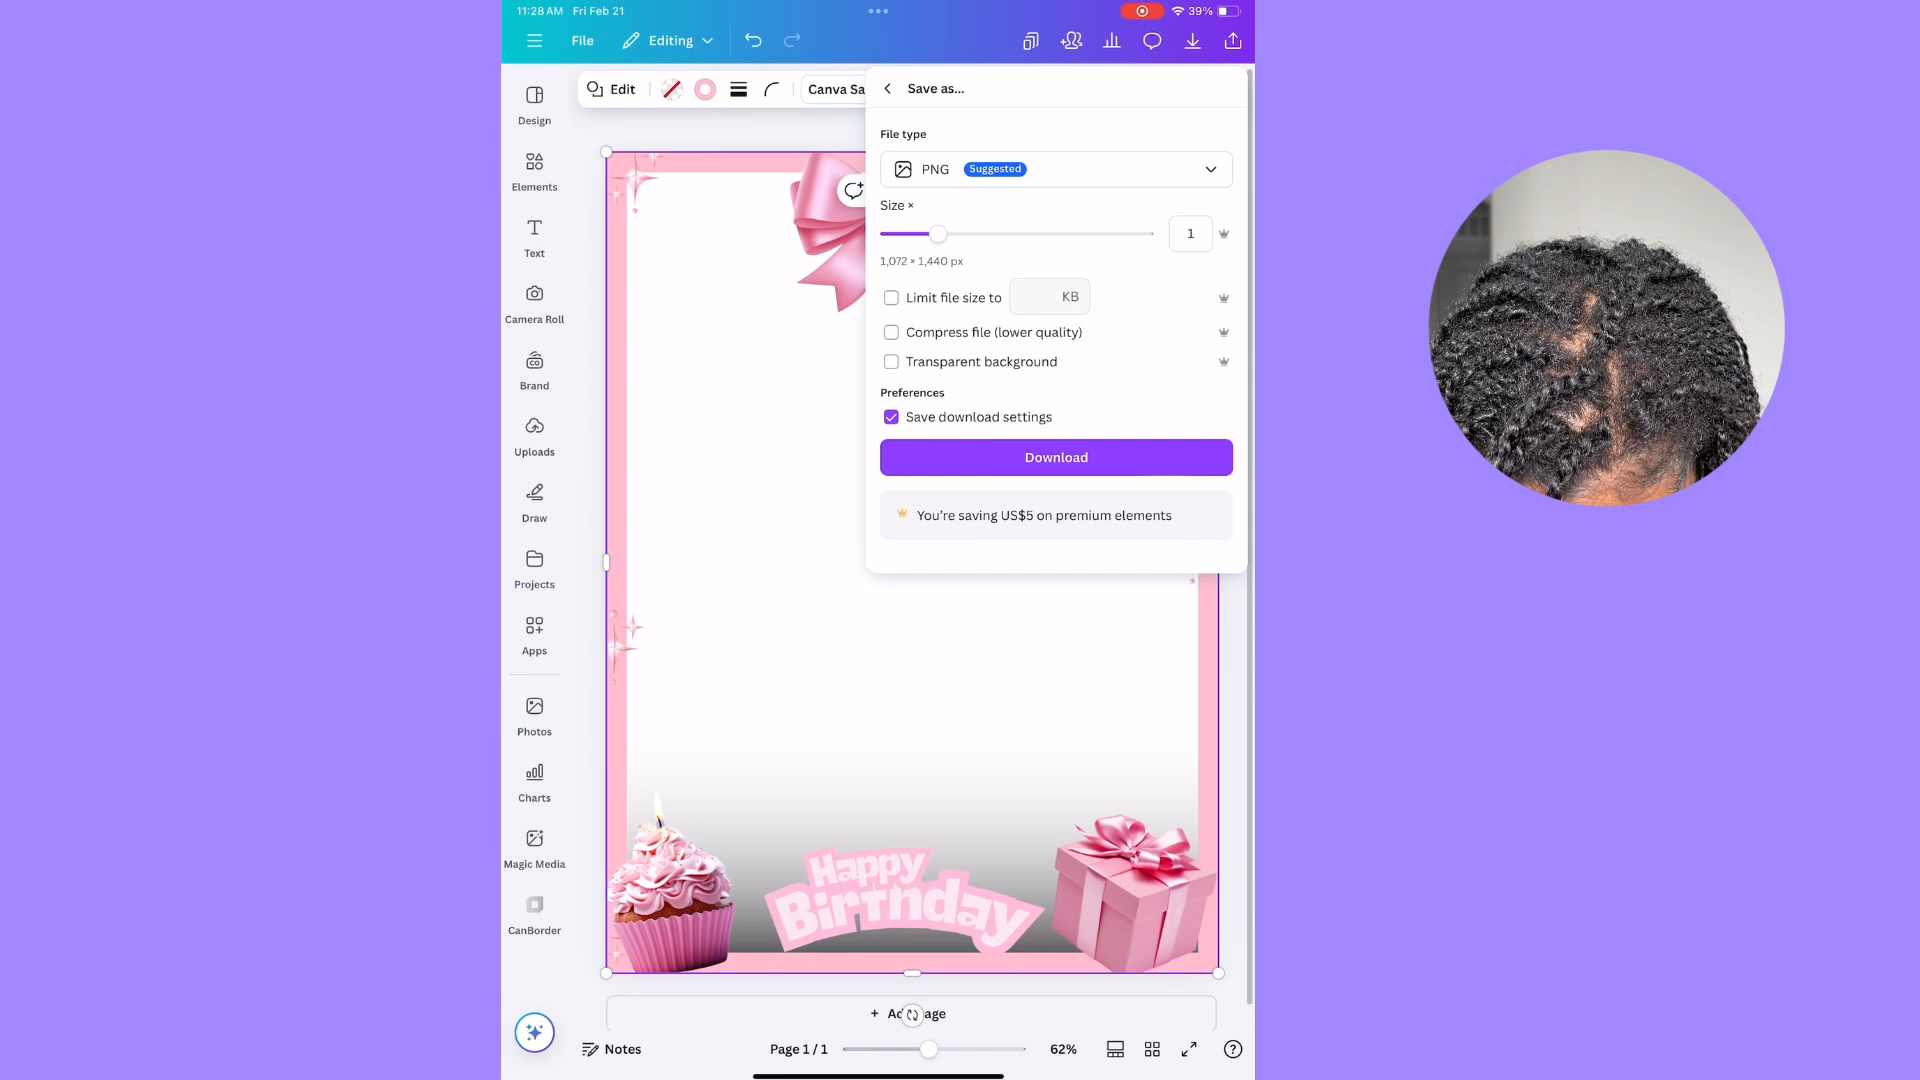 11:28 AM Fri Feb 21
39%
File
Editing
Design
Elements
Text
Camera Roll
Brand
Uploads
Draw
Projects
Apps
Photos
Charts
Magic Media
CanBorder
Edit
Canva Sa
Save as...
File type
PNG Suggested
Size ×
1
1,072 × 1,440 px
Limit file size to KB
Compress file (lower quality)
Transparent background
Preferences
Save download settings
Download
You're saving US$5 on premium elements
Happy
Birthday
+ Ad age
Notes
Page 1 / 1
62%
?